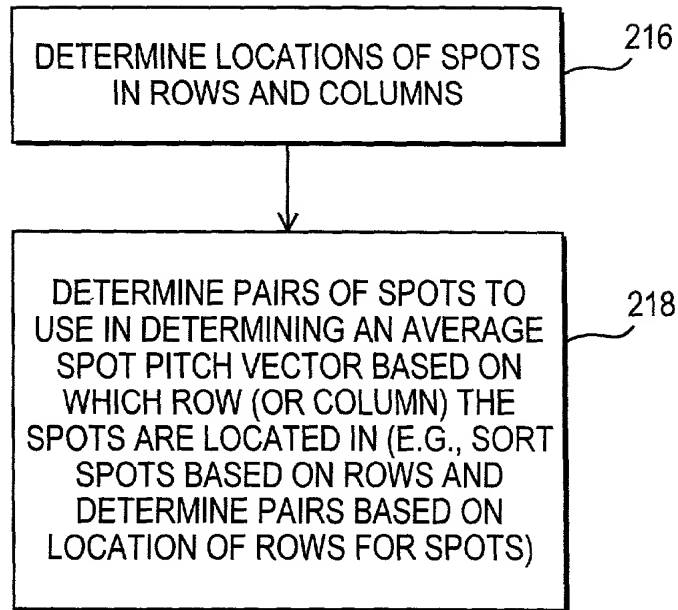 DETERMINE LOCATIONS OF SPOTS
IN ROWS AND COLUMNS
216
DETERMINE PAIRS OF SPOTS TO
USE IN DETERMINING AN AVERAGE
SPOT PITCH VECTOR BASED ON
WHICH ROW (OR COLUMN) THE
SPOTS ARE LOCATED IN (E.G., SORT
SPOTS BASED ON ROWS AND
DETERMINE PAIRS BASED ON
LOCATION OF ROWS FOR SPOTS)
218